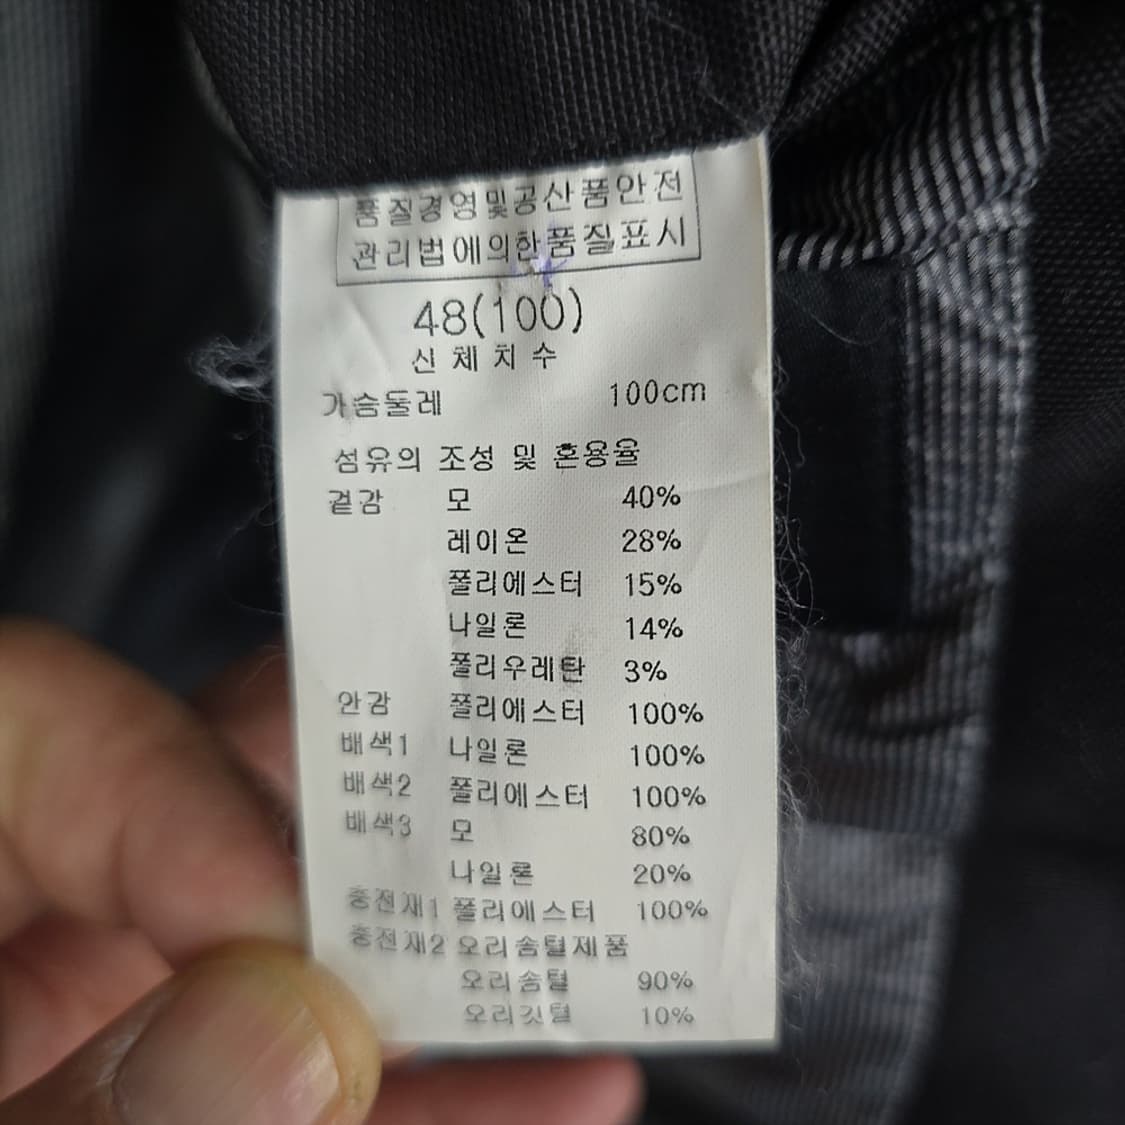 품질경영및공산품안전
관리법에의한품질표시
48(100)
신체치수
가슴둘레 100cm
섬유의 조성 및 혼용율
겉감 모 40%
레이온 28%
폴리에스터 15%
나일론 14%
폴리우레탄 3%
안감 폴리에스터 100%
배색1 나일론 100%
배색2 폴리에스터 100%
배색3 모 80%
나일론 20%
충전재1 폴리에스터 100%
충전재2 오리솜털제품
오리솜털 90%
오리깃털 10%